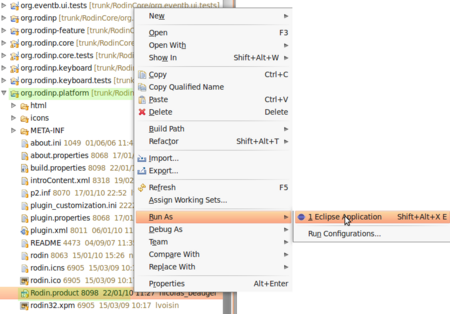 org.eventb.ui.tests [trunk/RodinCore/org.
org.rodinp [trunk/RodinCore/org.
org.rodinp-feature [trunk/RodinC
org.rodinp.core [trunk/RodinCor
org.rodinp.core.tests [trunk/Ro
org.rodinp.keyboard [trunk/Rod
org.rodinp.keyboard.tests [trun
org.rodinp.platform [trunk/Rodin
html
icons
META-INF
about.ini 1049 01/06/06 11:4
about.properties 8068 17/01/
build.properties 8098 22/01/
introContent.xml 8318 19/02
p2.inf 8070 17/01/10 22:52
plugin_customization.ini 222
plugin.properties 8068 17/01
plugin.xml 8011 06/01/10 11
README 4473 04/09/07 11:3
rodin 8063 15/01/10 15:26
rodin.icns 6905 15/03/09 10:
rodin.ico 6905 15/03/09 10:1
Rodin.product 8098 22/01/10 11:27 nicolas_beauger
rodin32.xpm 6905 15/03/09 10:17 lvoisin
New
Open F3
Open With
Show In Shift+Alt+W
Copy Ctrl+C
Copy Qualified Name
Paste Ctrl+V
Delete Delete
Build Path
Refactor Shift+Alt+T
Import...
Export...
Refresh F5
Assign Working Sets...
Run As
Debug As
Team
Compare With
Replace With
Properties Alt+Enter
1 Eclipse Application Shift+Alt+X E
Run Configurations...